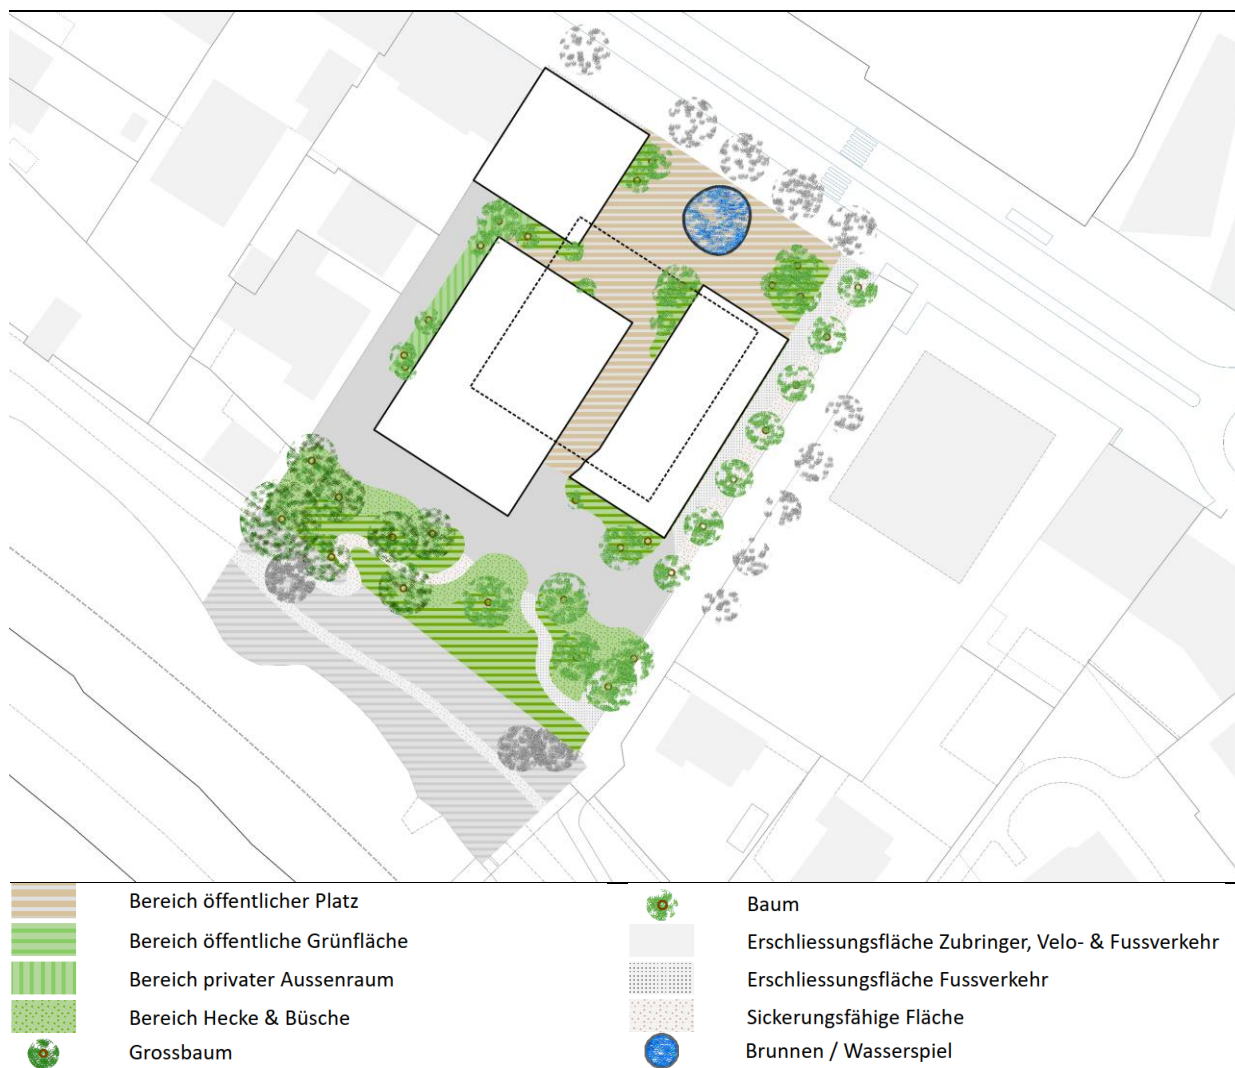 Bereich öffentlicher Platz
Bereich öffentliche Grünfläche
Bereich privater Aussenraum
Bereich Hecke & Büsche
Grossbaum
Baum
Erschliessungsfläche Zubringer, Velo- & Fussverkehr
Erschliessungsfläche Fussverkehr
Sickerungsfähige Fläche
Brunnen / Wasserspiel